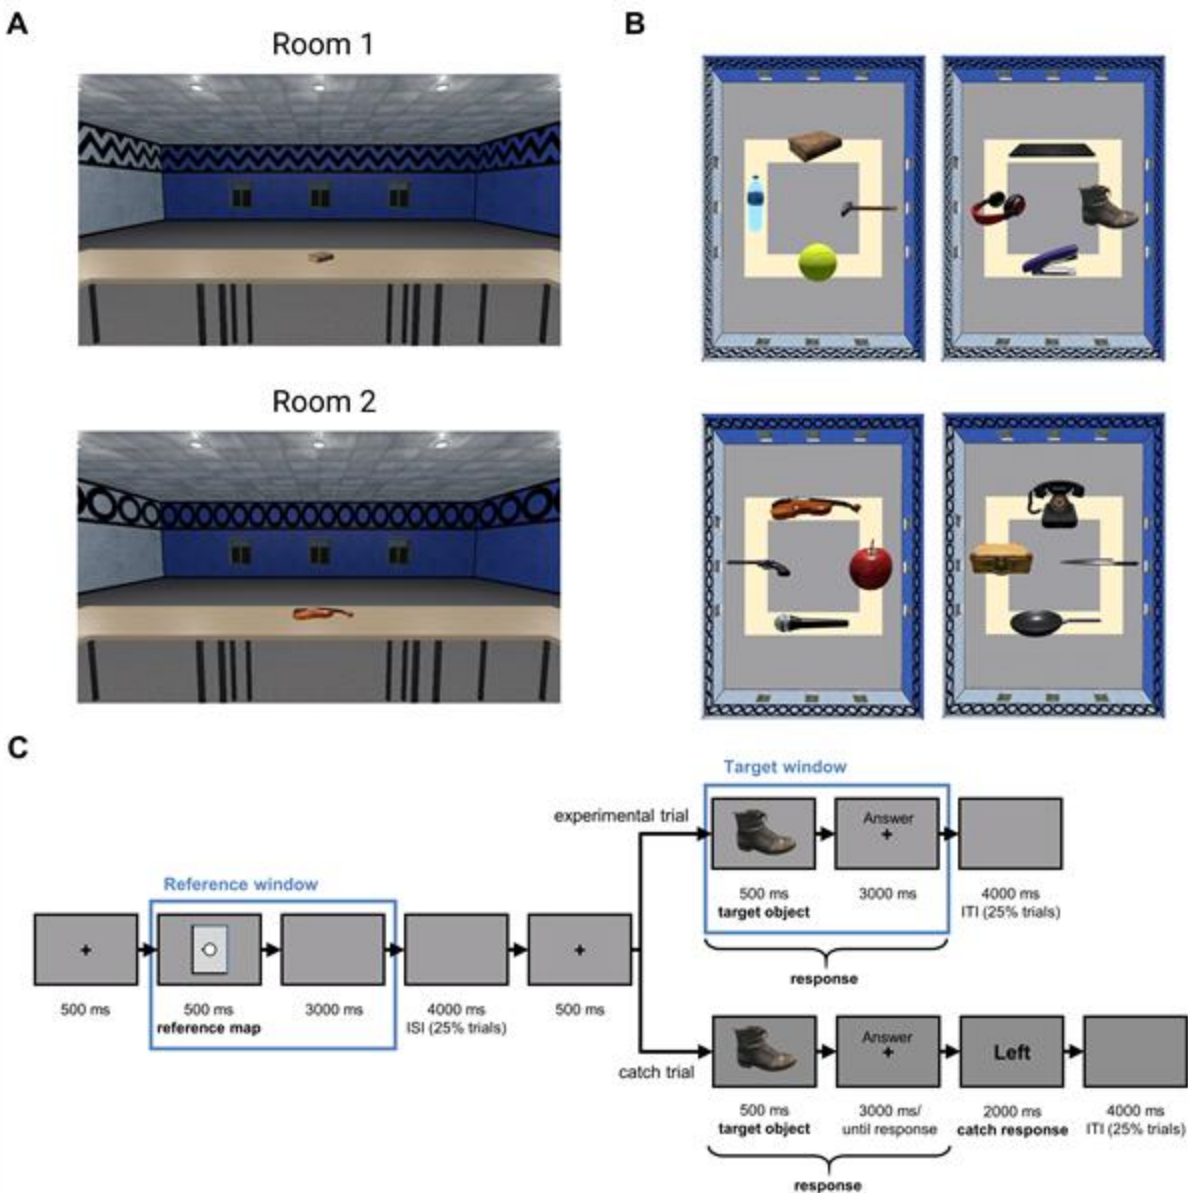 A
Room 1
B
Room 2
C
Target window
experimental trial
Answer
+
500 ms
target object
3000 ms
4000 ms
ITI (25% trials)
response
Reference window
+
+
500 ms
500 ms
reference map
3000 ms
4000 ms
ISI (25% trials)
500 ms
catch trial
Answer
+
Left
500 ms
target object
3000 ms/
until response
2000 ms
catch response
4000 ms
ITI (25% trials)
response